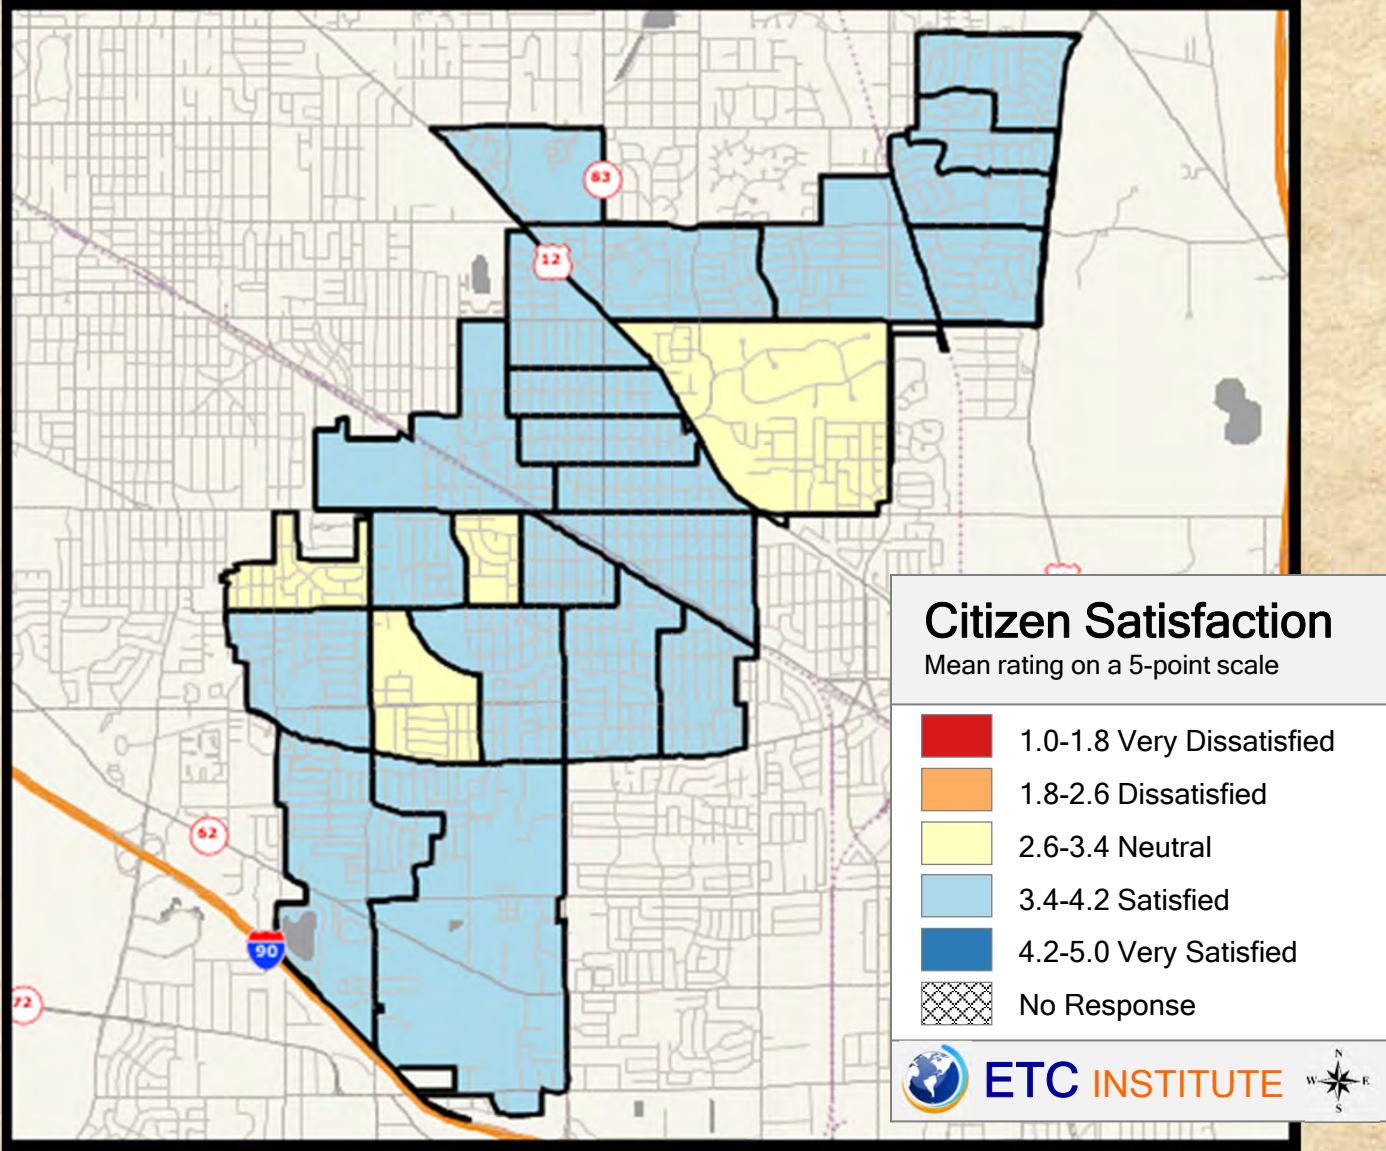 83
12
62
90
72
Citizen Satisfaction
Mean rating on a 5-point scale
1.0-1.8 Very Dissatisfied
1.8-2.6 Dissatisfied
2.6-3.4 Neutral
3.4-4.2 Satisfied
4.2-5.0 Very Satisfied
No Response
ETC INSTITUTE
N
W E
S